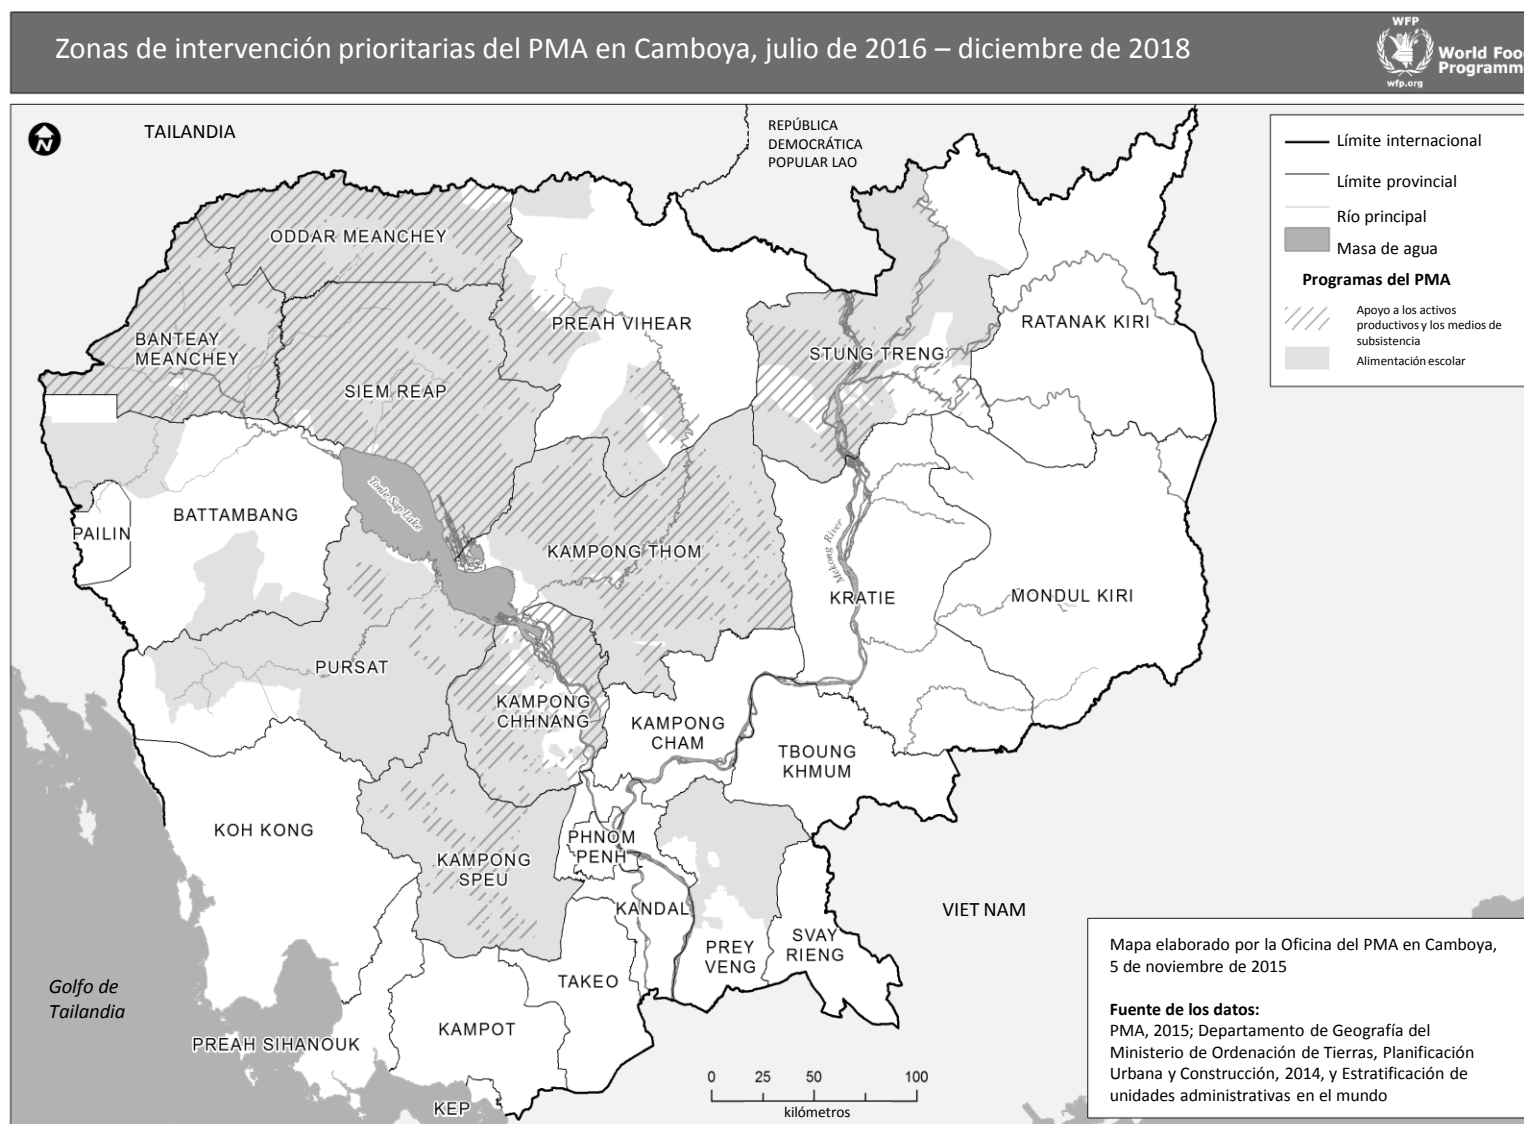 Zonas de intervención prioritarias del PMA en Camboya, julio de 2016 – diciembre de 2018
WFP
wfp.org
World Foo
Programm
N
TAILANDIA
REPÚBLICA
DEMOCRÁTICA
POPULAR LAO
Límite internacional
Límite provincial
Río principal
Masa de agua
Programas del PMA
Apoyo a los activos
productivos y los medios de
subsistencia
Alimentación escolar
ODDAR MEANCHEY
BANTEAY
MEANCHEY
SIEM REAP
PREAH VIHEAR
STUNG TRENG
RATANAK KIRI
PAILIN
BATTAMBANG
Tonle Sap Lake
KAMPONG THOM
Mekong River
KRATIE
MONDUL KIRI
PURSAT
KAMPONG
CHHNANG
KAMPONG
CHAM
TBOUNG
KHMUM
KOH KONG
KAMPONG
SPEU
PHNOM
PENH
KANDAL
PREY
VENG
SVAY
RIENG
VIET NAM
TAKEO
KAMPOT
PREAH SIHANOUK
KEP
Golfo de
Tailandia
0 25 50 100
kilómetros
Mapa elaborado por la Oficina del PMA en Camboya,
5 de noviembre de 2015
Fuente de los datos:
PMA, 2015; Departamento de Geografía del
Ministerio de Ordenación de Tierras, Planificación
Urbana y Construcción, 2014, y Estratificación de
unidades administrativas en el mundo